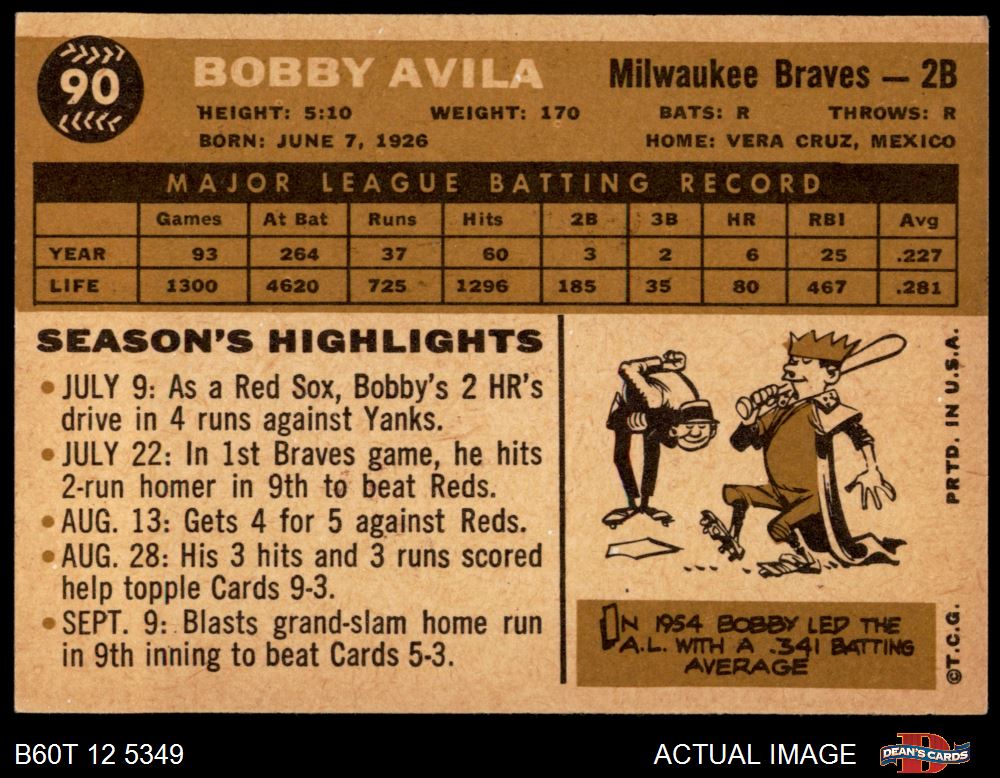 90
BOBBY AVILA
Milwaukee Braves — 2B
HEIGHT: 5:10 WEIGHT: 170 BATS: R THROWS: R
BORN: JUNE 7, 1926 HOME: VERA CRUZ, MEXICO
MAJOR LEAGUE BATTING RECORD
Games At Bat Runs Hits 2B 3B HR RBI Avg
YEAR 93 264 37 60 3 2 6 25 .227
LIFE 1300 4620 725 1296 185 35 80 467 .281
SEASON'S HIGHLIGHTS
• JULY 9: As a Red Sox, Bobby's 2 HR's
drive in 4 runs against Yanks.
• JULY 22: In 1st Braves game, he hits
2-run homer in 9th to beat Reds.
• AUG. 13: Gets 4 for 5 against Reds.
• AUG. 28: His 3 hits and 3 runs scored
help topple Cards 9-3.
• SEPT. 9: Blasts grand-slam home run
in 9th inning to beat Cards 5-3.
IN 1954 BOBBY LED THE
A.L. WITH A .341 BATTING
AVERAGE
©T.C.G. PRTD. IN U.S.A.
B60T 12 5349
ACTUAL IMAGE
DEAN'S CARDS